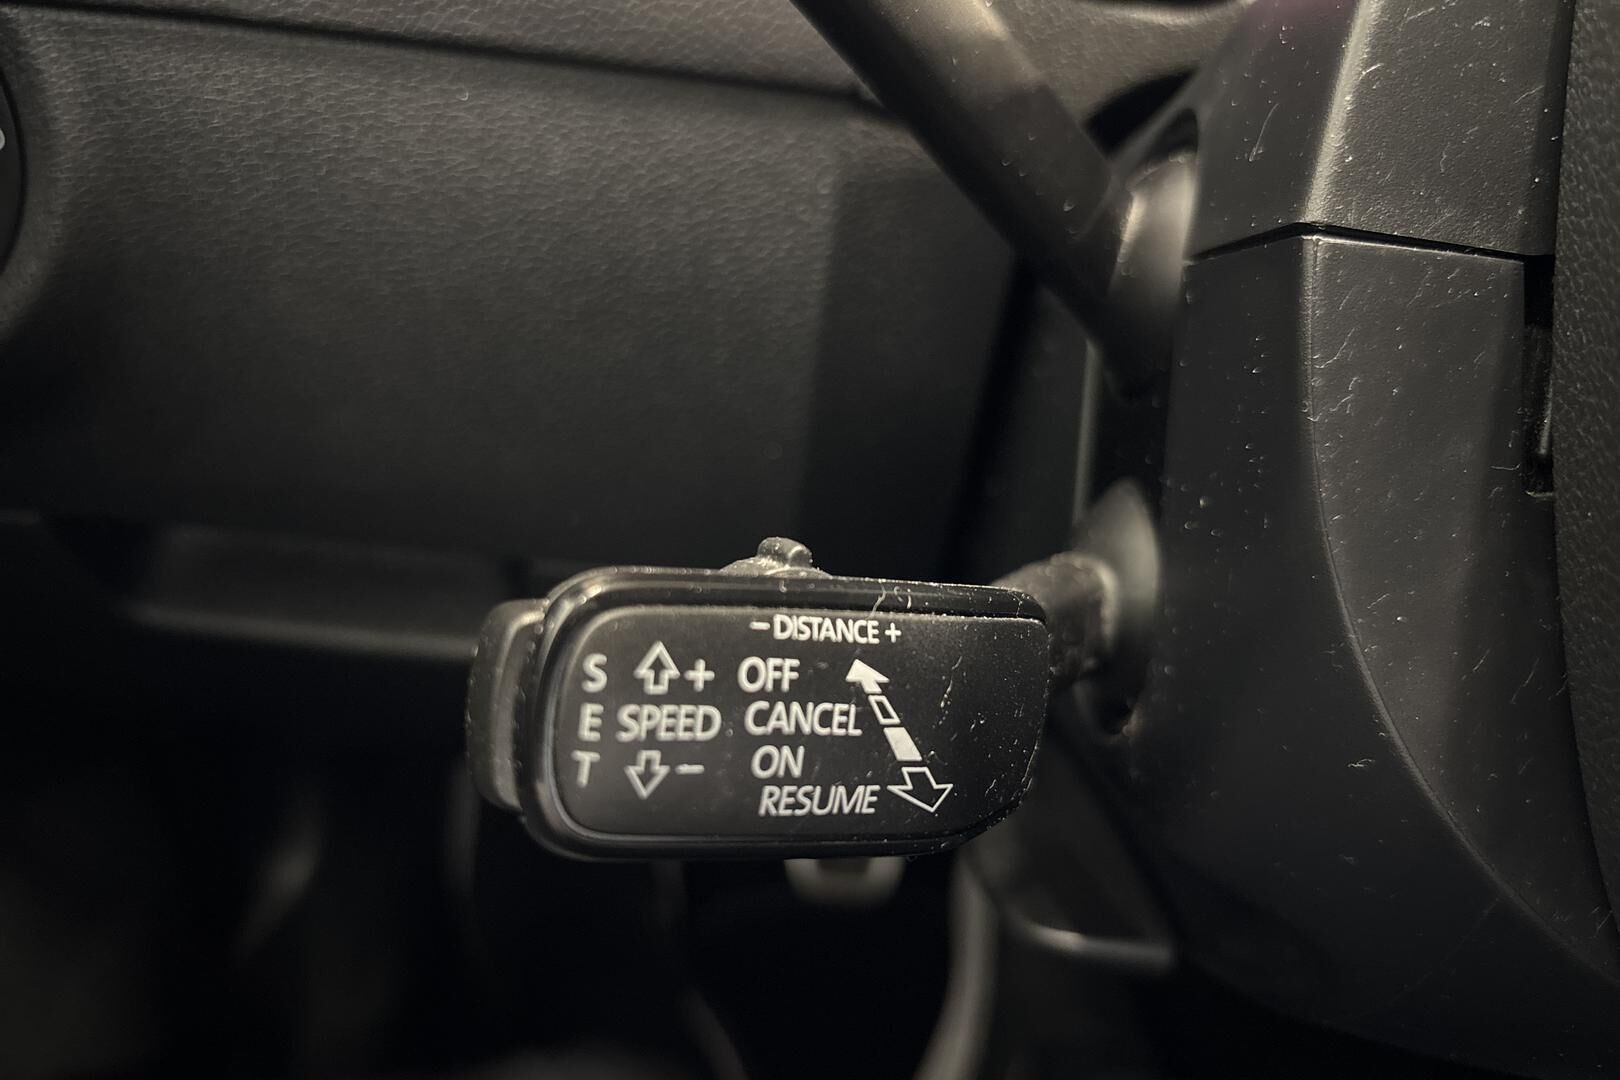 - DISTANCE +
S + OFF
E SPEED CANCEL
T - ON
RESUME